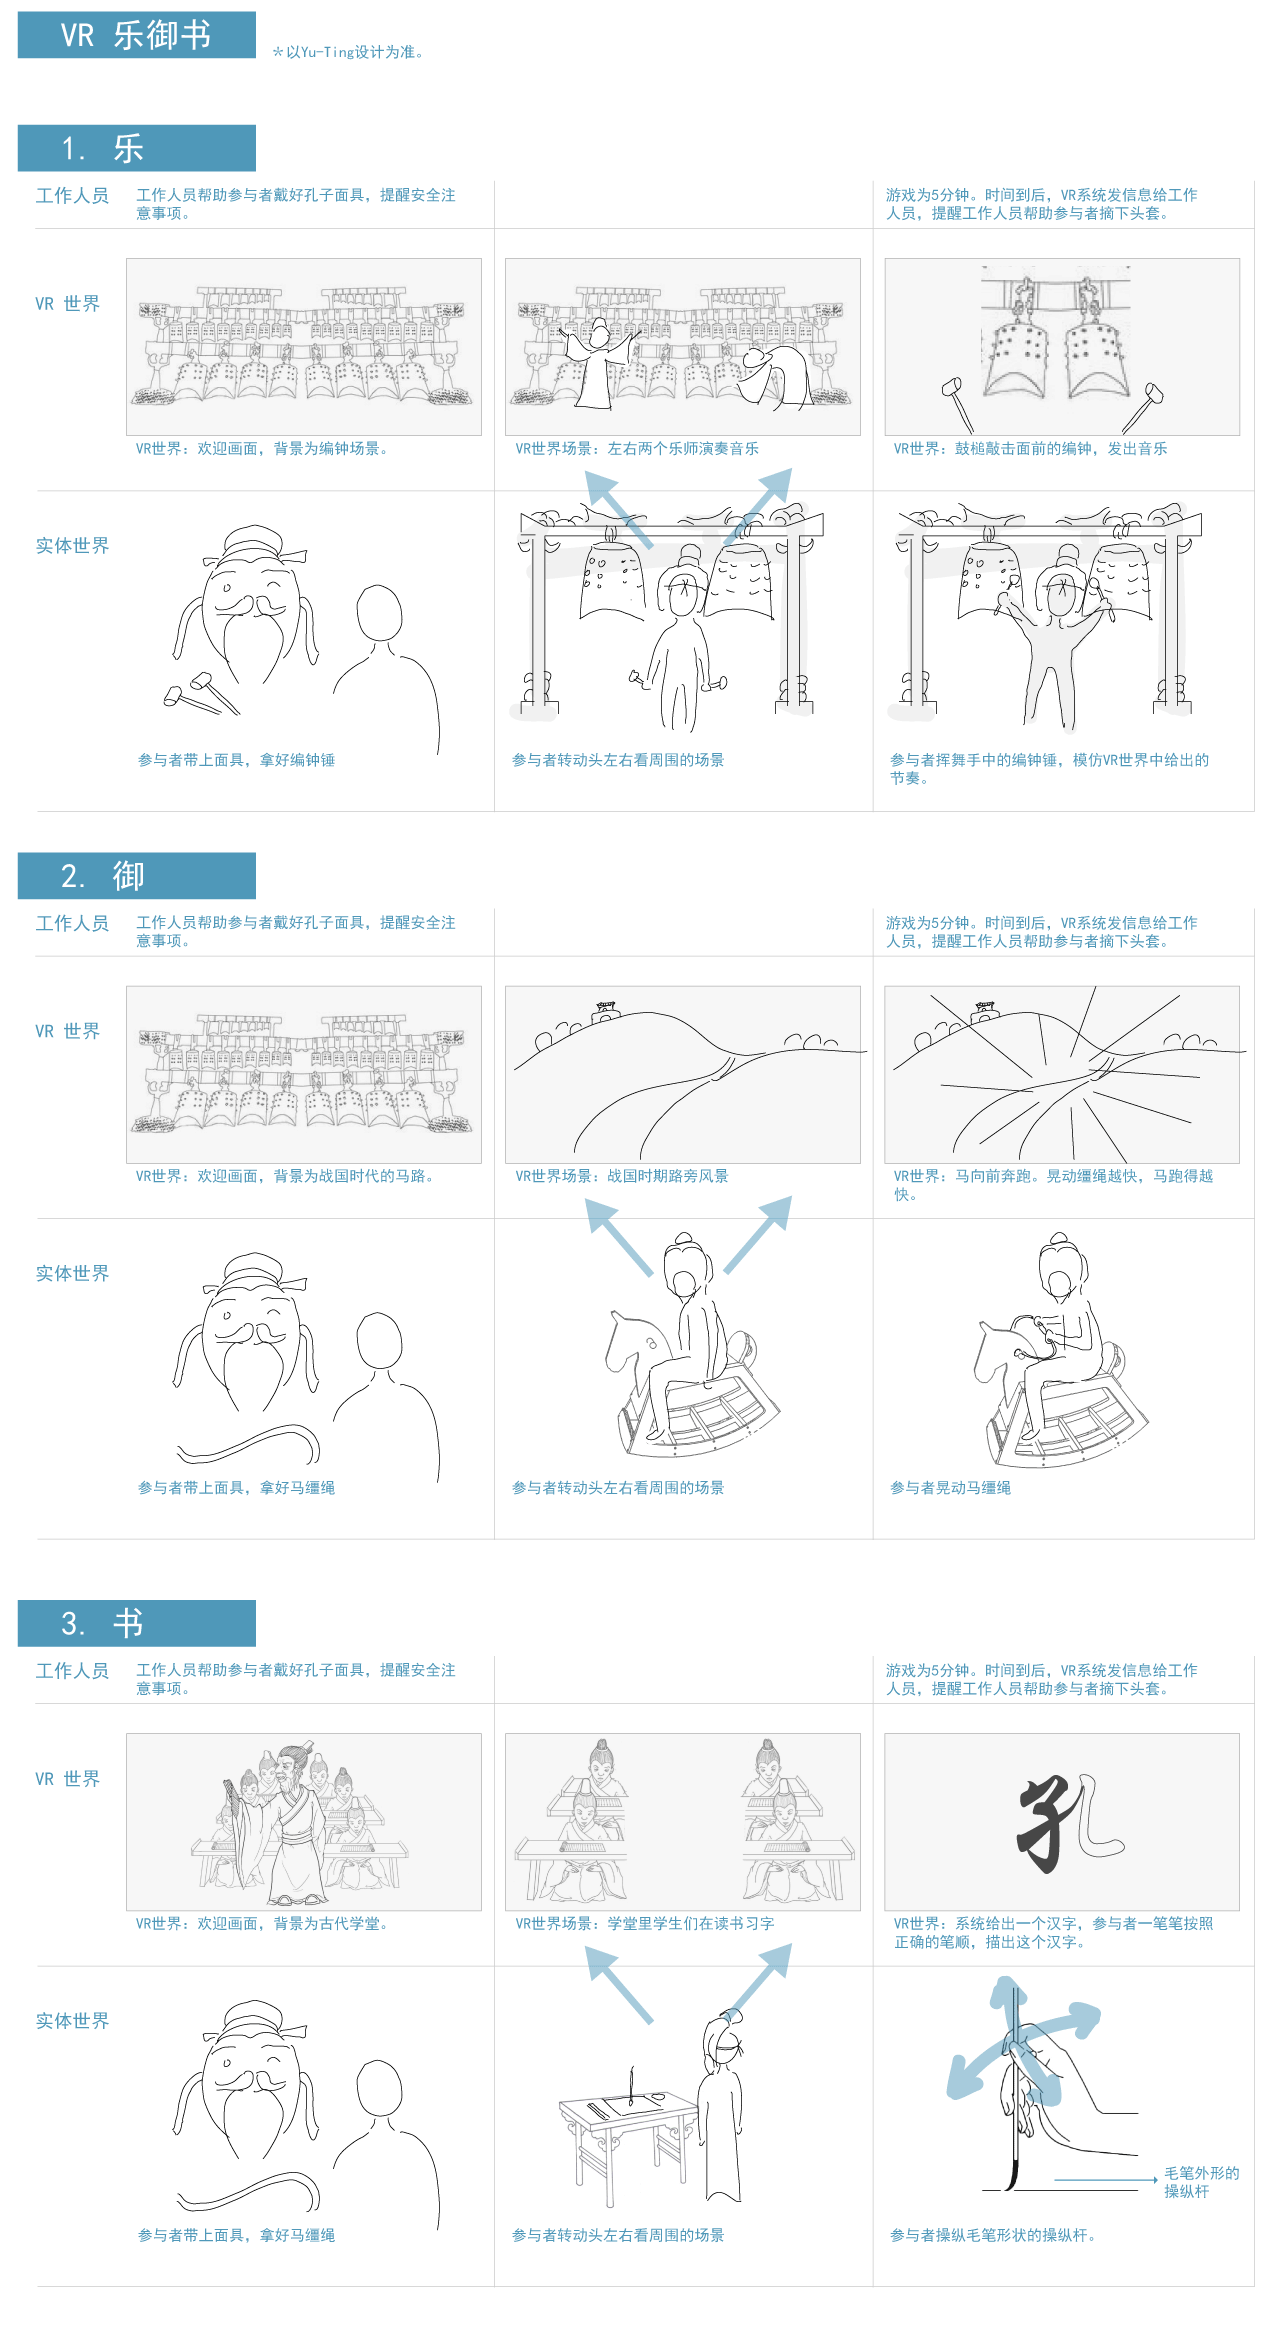 VR 乐御书
＊以Yu-Ting设计为准。
1. 乐
工作人员
工作人员帮助参与者戴好孔子面具，提醒安全注
意事项。
游戏为5分钟。时间到后，VR系统发信息给工作
人员，提醒工作人员帮助参与者摘下头套。
VR 世界
VR世界：欢迎画面，背景为编钟场景。
VR世界场景：左右两个乐师演奏音乐
VR世界：鼓槌敲击面前的编钟，发出音乐
实体世界
参与者带上面具，拿好编钟锤
参与者转动头左右看周围的场景
参与者挥舞手中的编钟锤，模仿VR世界中给出的
节奏。
2. 御
工作人员
工作人员帮助参与者戴好孔子面具，提醒安全注
意事项。
游戏为5分钟。时间到后，VR系统发信息给工作
人员，提醒工作人员帮助参与者摘下头套。
VR 世界
VR世界：欢迎画面，背景为战国时代的马路。
VR世界场景：战国时期路旁风景
VR世界：马向前奔跑。晃动缰绳越快，马跑得越
快。
实体世界
参与者带上面具，拿好马缰绳
参与者转动头左右看周围的场景
参与者晃动马缰绳
3. 书
工作人员
工作人员帮助参与者戴好孔子面具，提醒安全注
意事项。
游戏为5分钟。时间到后，VR系统发信息给工作
人员，提醒工作人员帮助参与者摘下头套。
VR 世界
孔
VR世界：欢迎画面，背景为古代学堂。
VR世界场景：学堂里学生们在读书习字
VR世界：系统给出一个汉字，参与者一笔笔按照
正确的笔顺，描出这个汉字。
实体世界
毛笔外形的
操纵杆
参与者带上面具，拿好马缰绳
参与者转动头左右看周围的场景
参与者操纵毛笔形状的操纵杆。